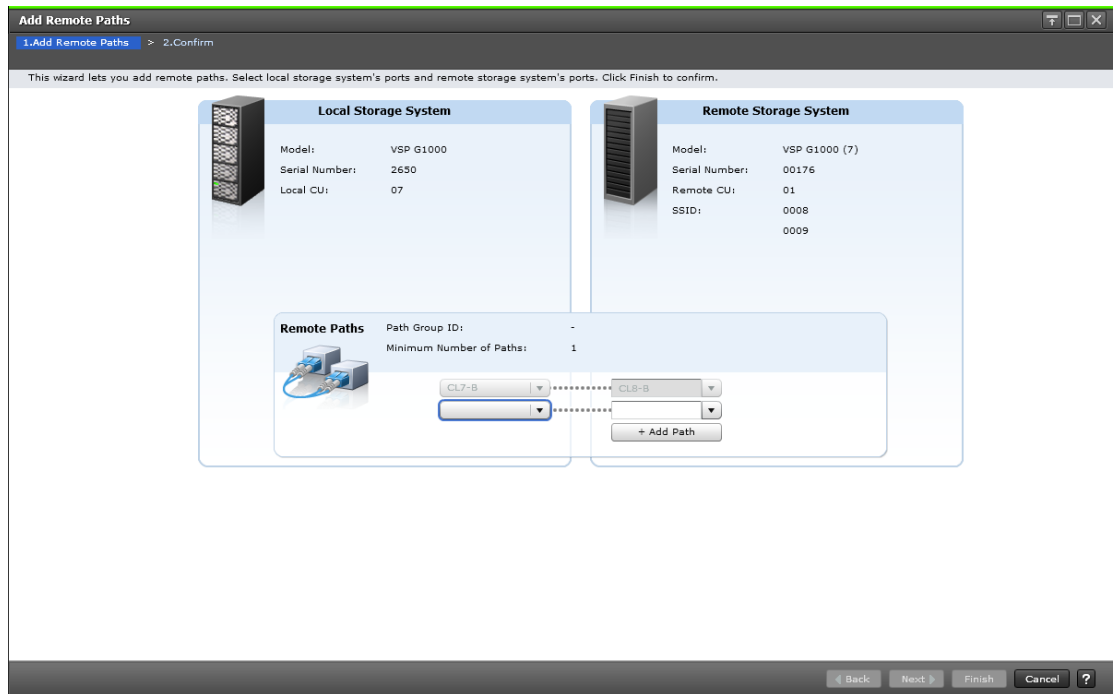 Add Remote Paths
1.Add Remote Paths > 2.Confirm
This wizard lets you add remote paths. Select local storage system's ports and remote storage system's ports. Click Finish to confirm.
Local Storage System
Model: VSP G1000
Serial Number: 2650
Local CU: 07
Remote Storage System
Model: VSP G1000 (7)
Serial Number: 00176
Remote CU: 01
SSID: 0008
0009
Remote Paths
Path Group ID: -
Minimum Number of Paths: 1
CL7-B CL8-B
+ Add Path
Back Next Finish Cancel ?